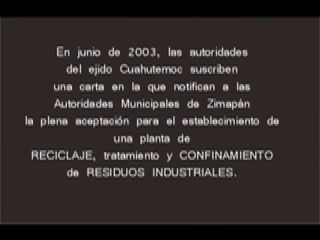 En junio de 2003, las autoridades
del ejido Cuahutemoc suscriben
una carta en la que notifican a las
Autoridades Municipales de Zimapán
la plena aceptación para el establecimiento de
una planta de
RECICLAJE, tratamiento y CONFINAMIENTO
de RESIDUOS INDUSTRIALES.